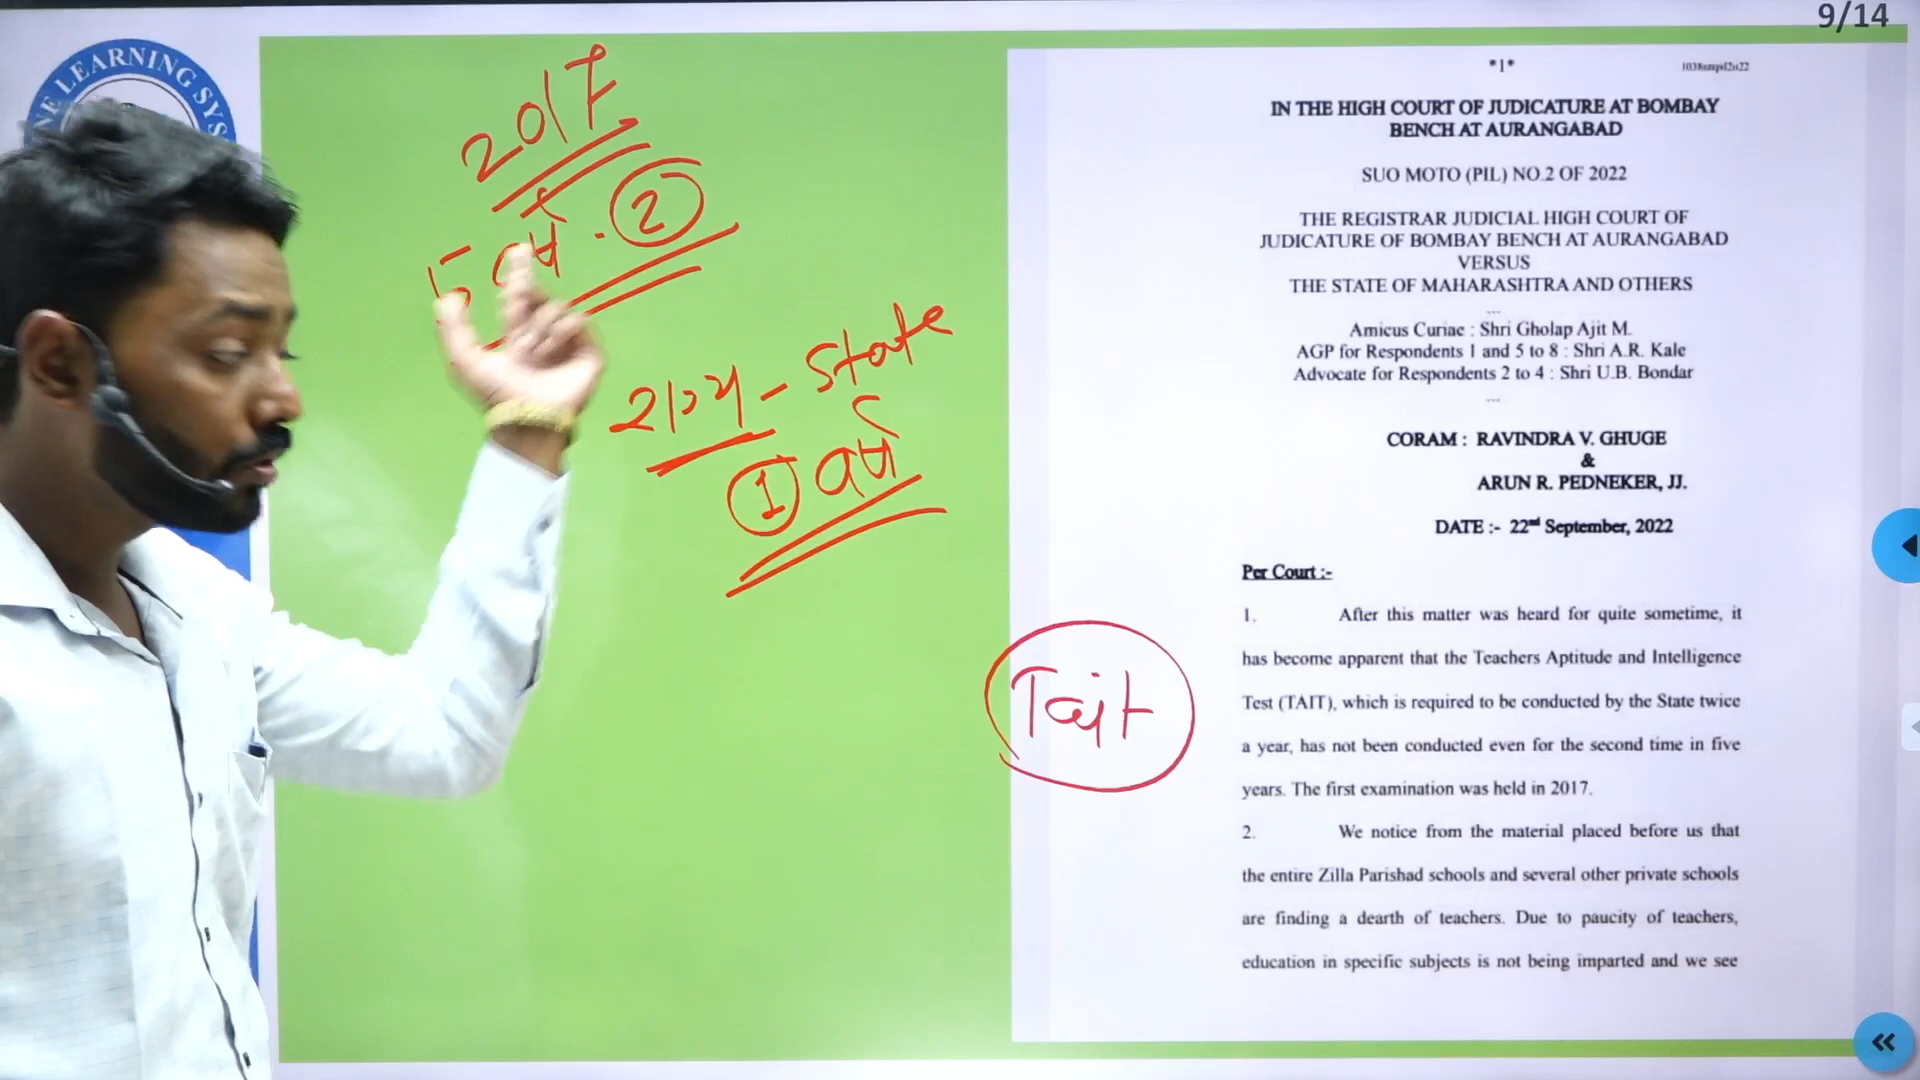 9/14
NE LEARNING SYS
2017
5 वर्षे . 2
राज्य - State
1 वर्ष
Tait
*1*
IN THE HIGH COURT OF JUDICATURE AT BOMBAY
BENCH AT AURANGABAD
SUO MOTO (PIL) NO.2 OF 2022
THE REGISTRAR JUDICIAL HIGH COURT OF
JUDICATURE OF BOMBAY BENCH AT AURANGABAD
VERSUS
THE STATE OF MAHARASHTRA AND OTHERS
...
Amicus Curiae : Shri Gholap Ajit M.
AGP for Respondents 1 and 5 to 8 : Shri A.R. Kale
Advocate for Respondents 2 to 4 : Shri U.B. Bondar
...
CORAM : RAVINDRA V. GHUGE
&
ARUN R. PEDNEKER, JJ.
DATE :- 22nd September, 2022
Per Court :-
1. After this matter was heard for quite sometime, it
has become apparent that the Teachers Aptitude and Intelligence
Test (TAIT), which is required to be conducted by the State twice
a year, has not been conducted even for the second time in five
years. The first examination was held in 2017.
2. We notice from the material placed before us that
the entire Zilla Parishad schools and several other private schools
are finding a dearth of teachers. Due to paucity of teachers,
education in specific subjects is not being imparted and we see